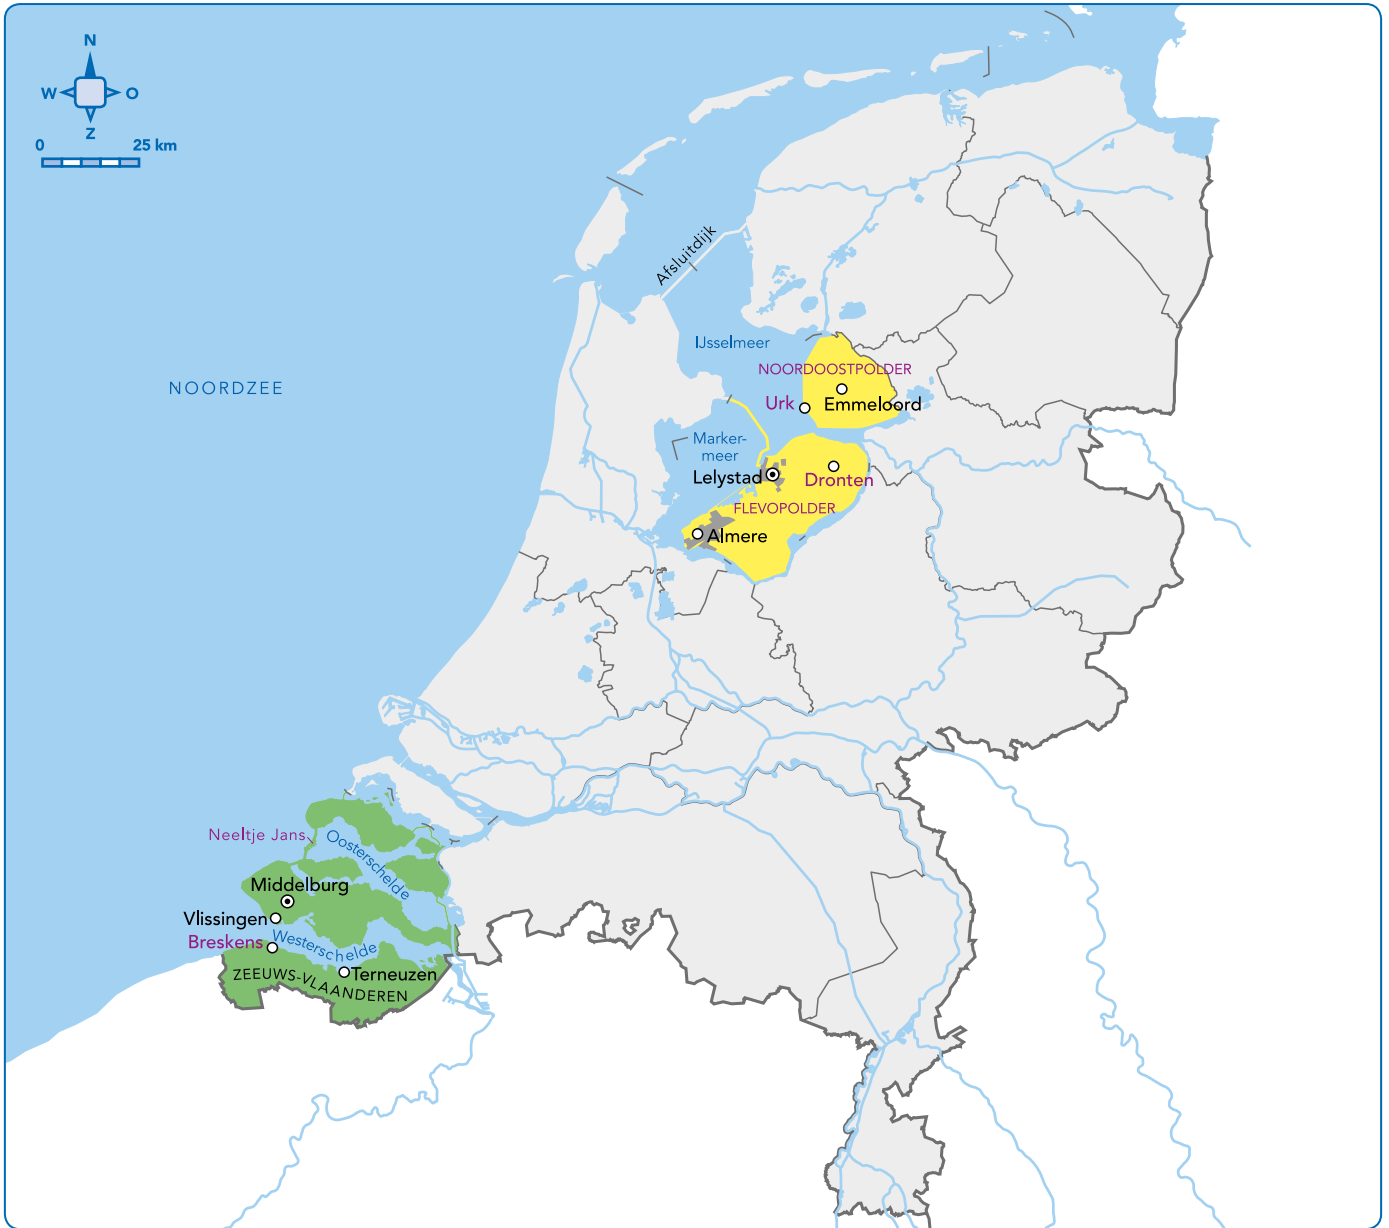 N
W O
Z
0 25 km
Afsluitdijk
IJsselmeer
NOORDZEE
NOORDOOSTPOLDER
Urk
Emmeloord
Marker-
meer
Lelystad
Dronten
FLEVOPOLDER
Almere
Neeltje Jans
Oosterschelde
Middelburg
Vlissingen
Breskens
Westerschelde
ZEEUWS-VLAANDEREN
Terneuzen